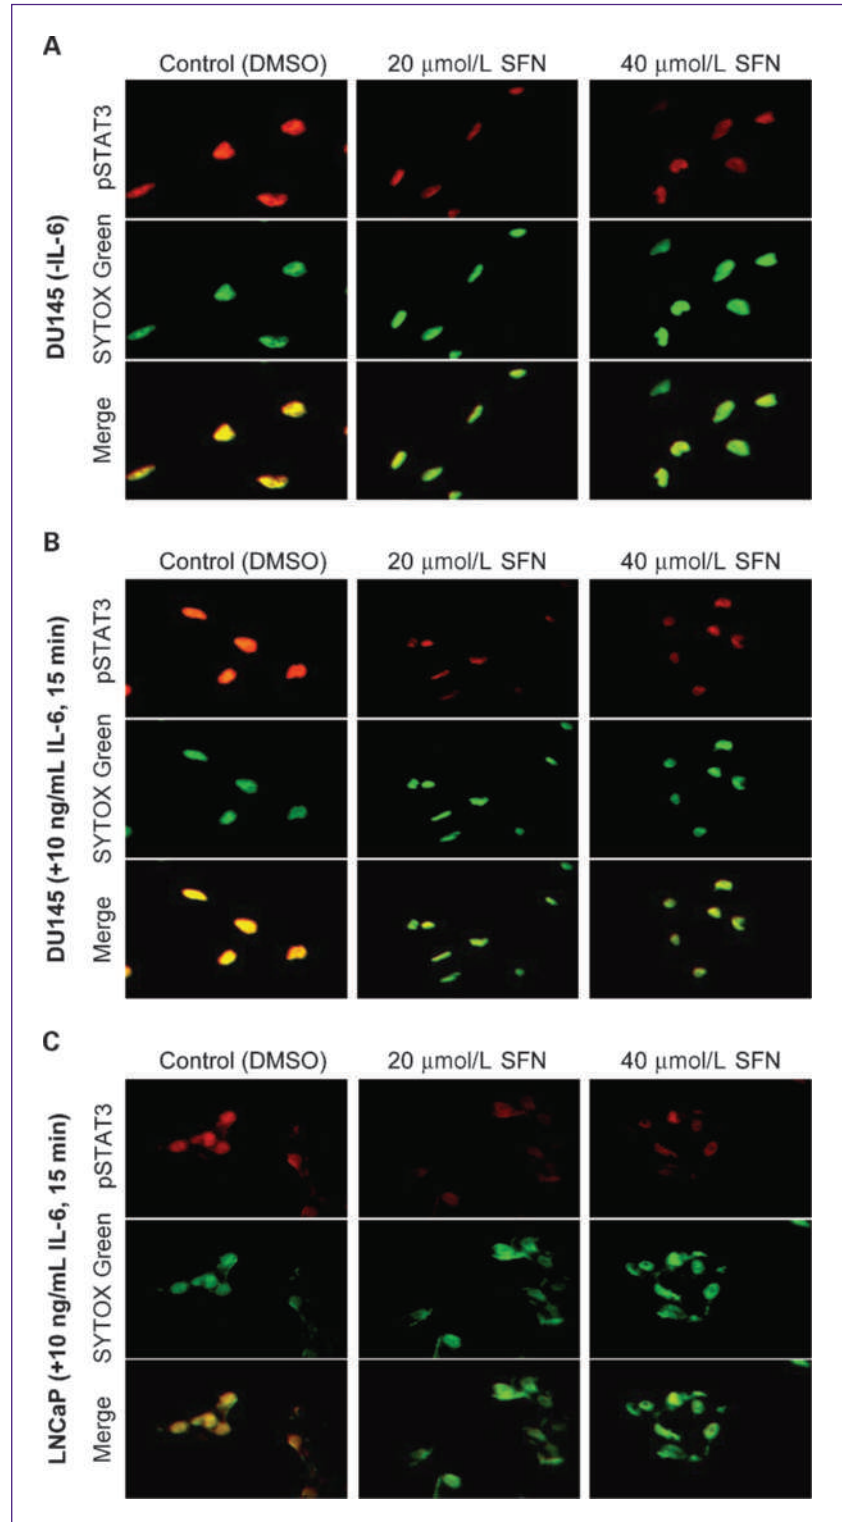 A
Control (DMSO) 20 μmol/L SFN 40 μmol/L SFN
DU145 (-IL-6)
pSTAT3
SYTOX Green
Merge
B
Control (DMSO) 20 μmol/L SFN 40 μmol/L SFN
DU145 (+10 ng/mL IL-6, 15 min)
pSTAT3
SYTOX Green
Merge
C
Control (DMSO) 20 μmol/L SFN 40 μmol/L SFN
LNCaP (+10 ng/mL IL-6, 15 min)
pSTAT3
SYTOX Green
Merge